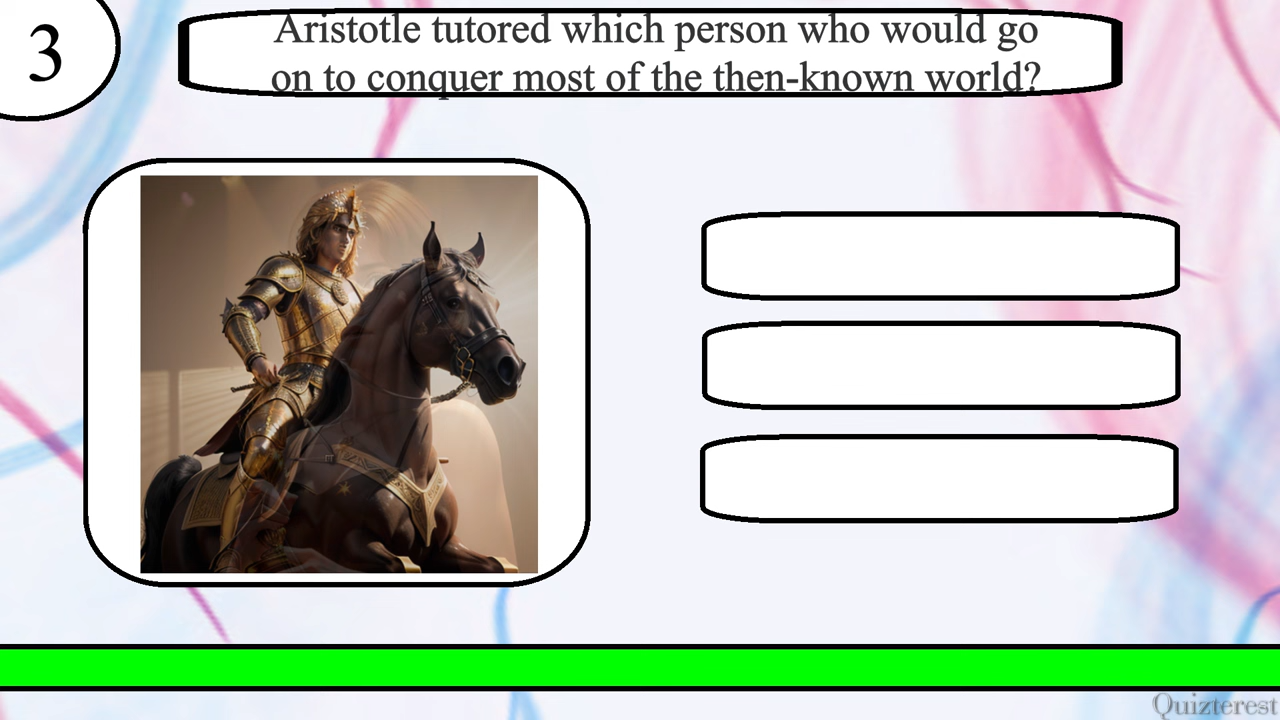 3
Aristotle tutored which person who would go
on to conquer most of the then-known world?
Quizterest